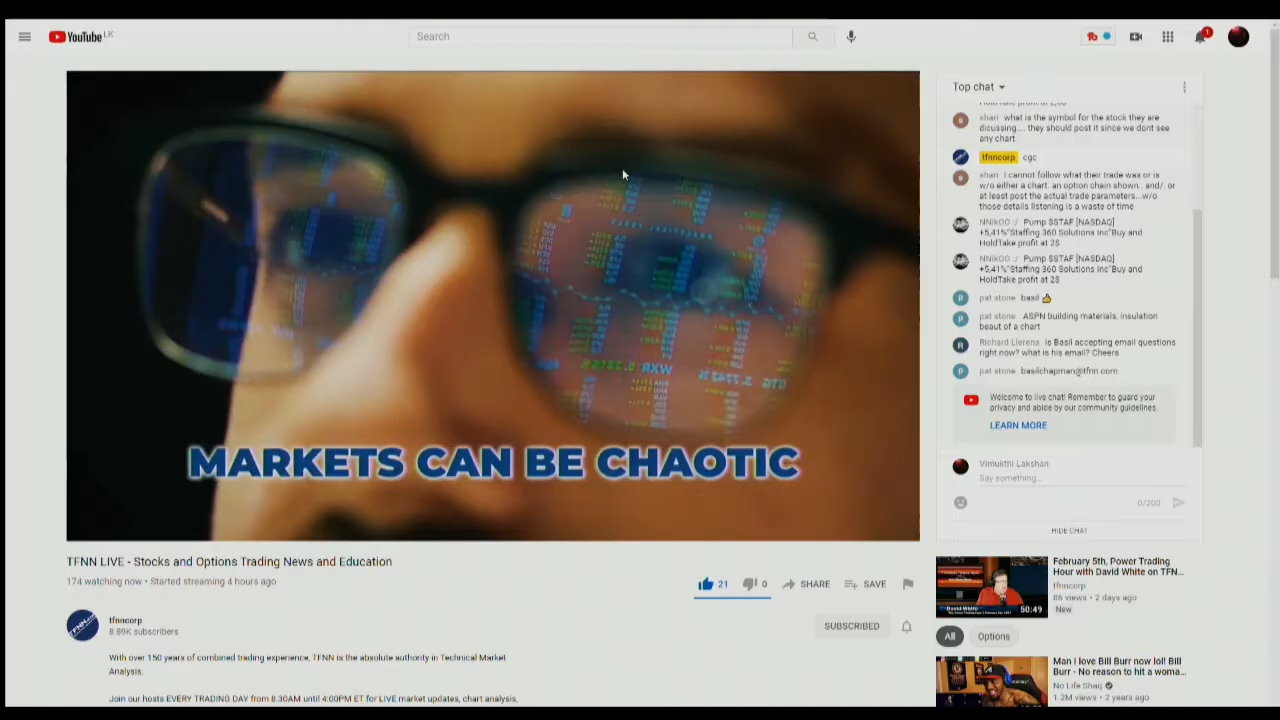 YouTube LK
Search
1
Top chat
shari what is the symbol for the stock they are
dicussing.... they should post it since we dont see
any chart
tfnncorp cgc
shari I cannot follow what their trade was or is
w/o either a chart. an option chain shown.. and/. or
at least post the actual trade parameters...w/o
those details listening is a waste of time
NNikOO :/ Pump $STAF [NASDAQ]
+5,41%"Staffing 360 Solutions Inc"Buy and
HoldTake profit at 2$
NNikOO :/ Pump $STAF [NASDAQ]
+5,41%"Staffing 360 Solutions Inc"Buy and
HoldTake profit at 2$
pat stone basil 👍
pat stone ASPN building materials, insulation
beaut of a chart
Richard Llerena Is Basil accepting email questions
right now? what is his email? Cheers
pat stone basilchapman@tfnn.com
Welcome to live chat! Remember to guard your
privacy and abide by our community guidelines.
LEARN MORE
Vimukthi Lakshan
Say something...
0/200
HIDE CHAT
MARKETS CAN BE CHAOTIC
TFNN LIVE - Stocks and Options Trading News and Education
174 watching now • Started streaming 4 hours ago
21 0 SHARE SAVE
tfnncorp
8.89K subscribers
SUBSCRIBED
With over 150 years of combined trading experience, TFNN is the absolute authority in Technical Market
Analysis.
Join our hosts EVERY TRADING DAY from 8:30AM until 4:00PM ET for LIVE market updates, chart analysis,
February 5th, Power Trading
Hour with David White on TFN...
tfnncorp
86 views • 2 days ago
New
David White
50:49
All Options
Man I love Bill Burr now lol! Bill
Burr - No reason to hit a woma...
No Life Shaq
1.2M views • 2 years ago